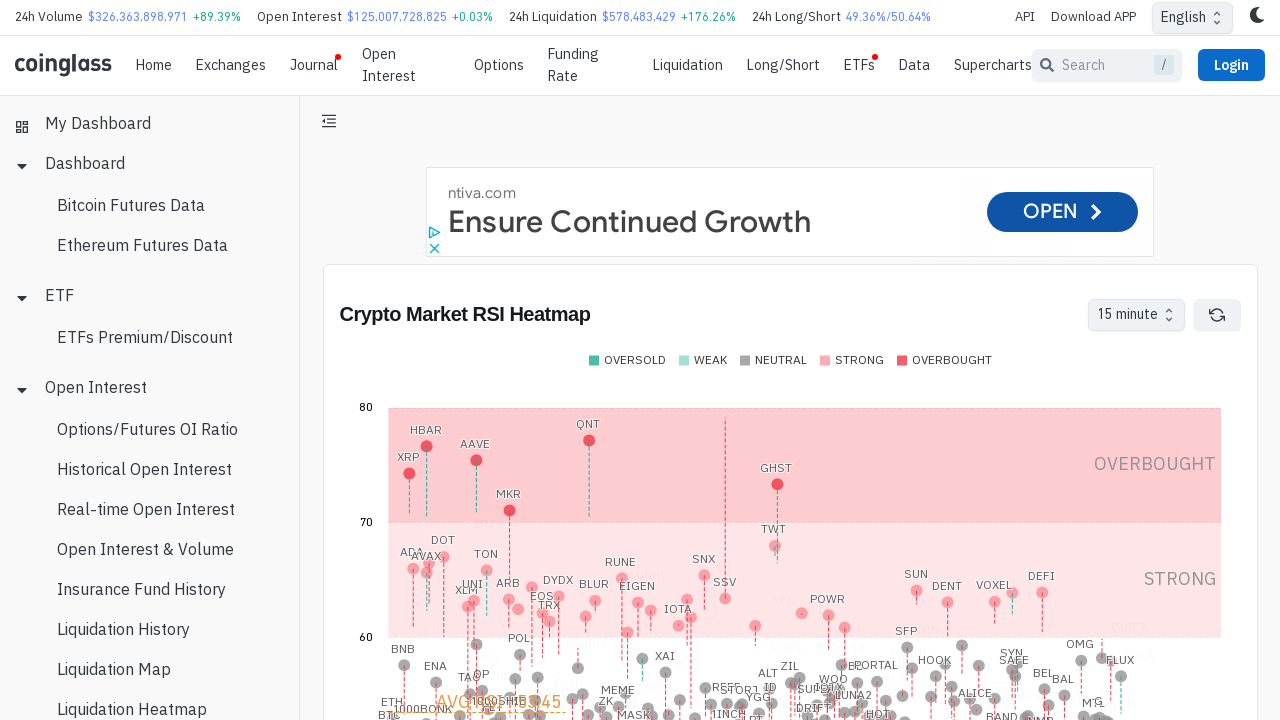 24h Volume $326,363,898,971 +89.39% Open Interest $125,007,728,825 +0.03% 24h Liquidation $578,483,429 +176.26% 24h Long/Short 49.36%/50.64% API Download APP English
coinglass Home Exchanges Journal Open Interest Options Funding Rate Liquidation Long/Short ETFs Data Supercharts Search / Login
My Dashboard
Dashboard
Bitcoin Futures Data
Ethereum Futures Data
ETF
ETFs Premium/Discount
Open Interest
Options/Futures OI Ratio
Historical Open Interest
Real-time Open Interest
Open Interest & Volume
Insurance Fund History
Liquidation History
Liquidation Map
Liquidation Heatmap
ntiva.com
Ensure Continued Growth
OPEN
Crypto Market RSI Heatmap
15 minute
OVERSOLD WEAK NEUTRAL STRONG OVERBOUGHT
80
QNT
HBAR
AAVE
XRP
OVERBOUGHT
GHST
MKR
70
TWT
DOT
ADA
AVAX
TON
RUNE
SNX
SUN
DEFI
STRONG
UNI
ARB
DYDX
BLUR
EIGEN
SSV
DENT
VOXEL
XLM
EOS
TRX
IOTA
POWR
60
SFP
POL
BNB
OMG
XAI
ENA
ALT
ZIL
PORTAL
HOOK
SYN
SAFE
FLUX
TAO
OP
BEL
BAL
MEME
ZK
STORJ
ID
ALICE
ETH
1000BONK
BTC
MASK
1INCH
DRIFT
HOT
BAND